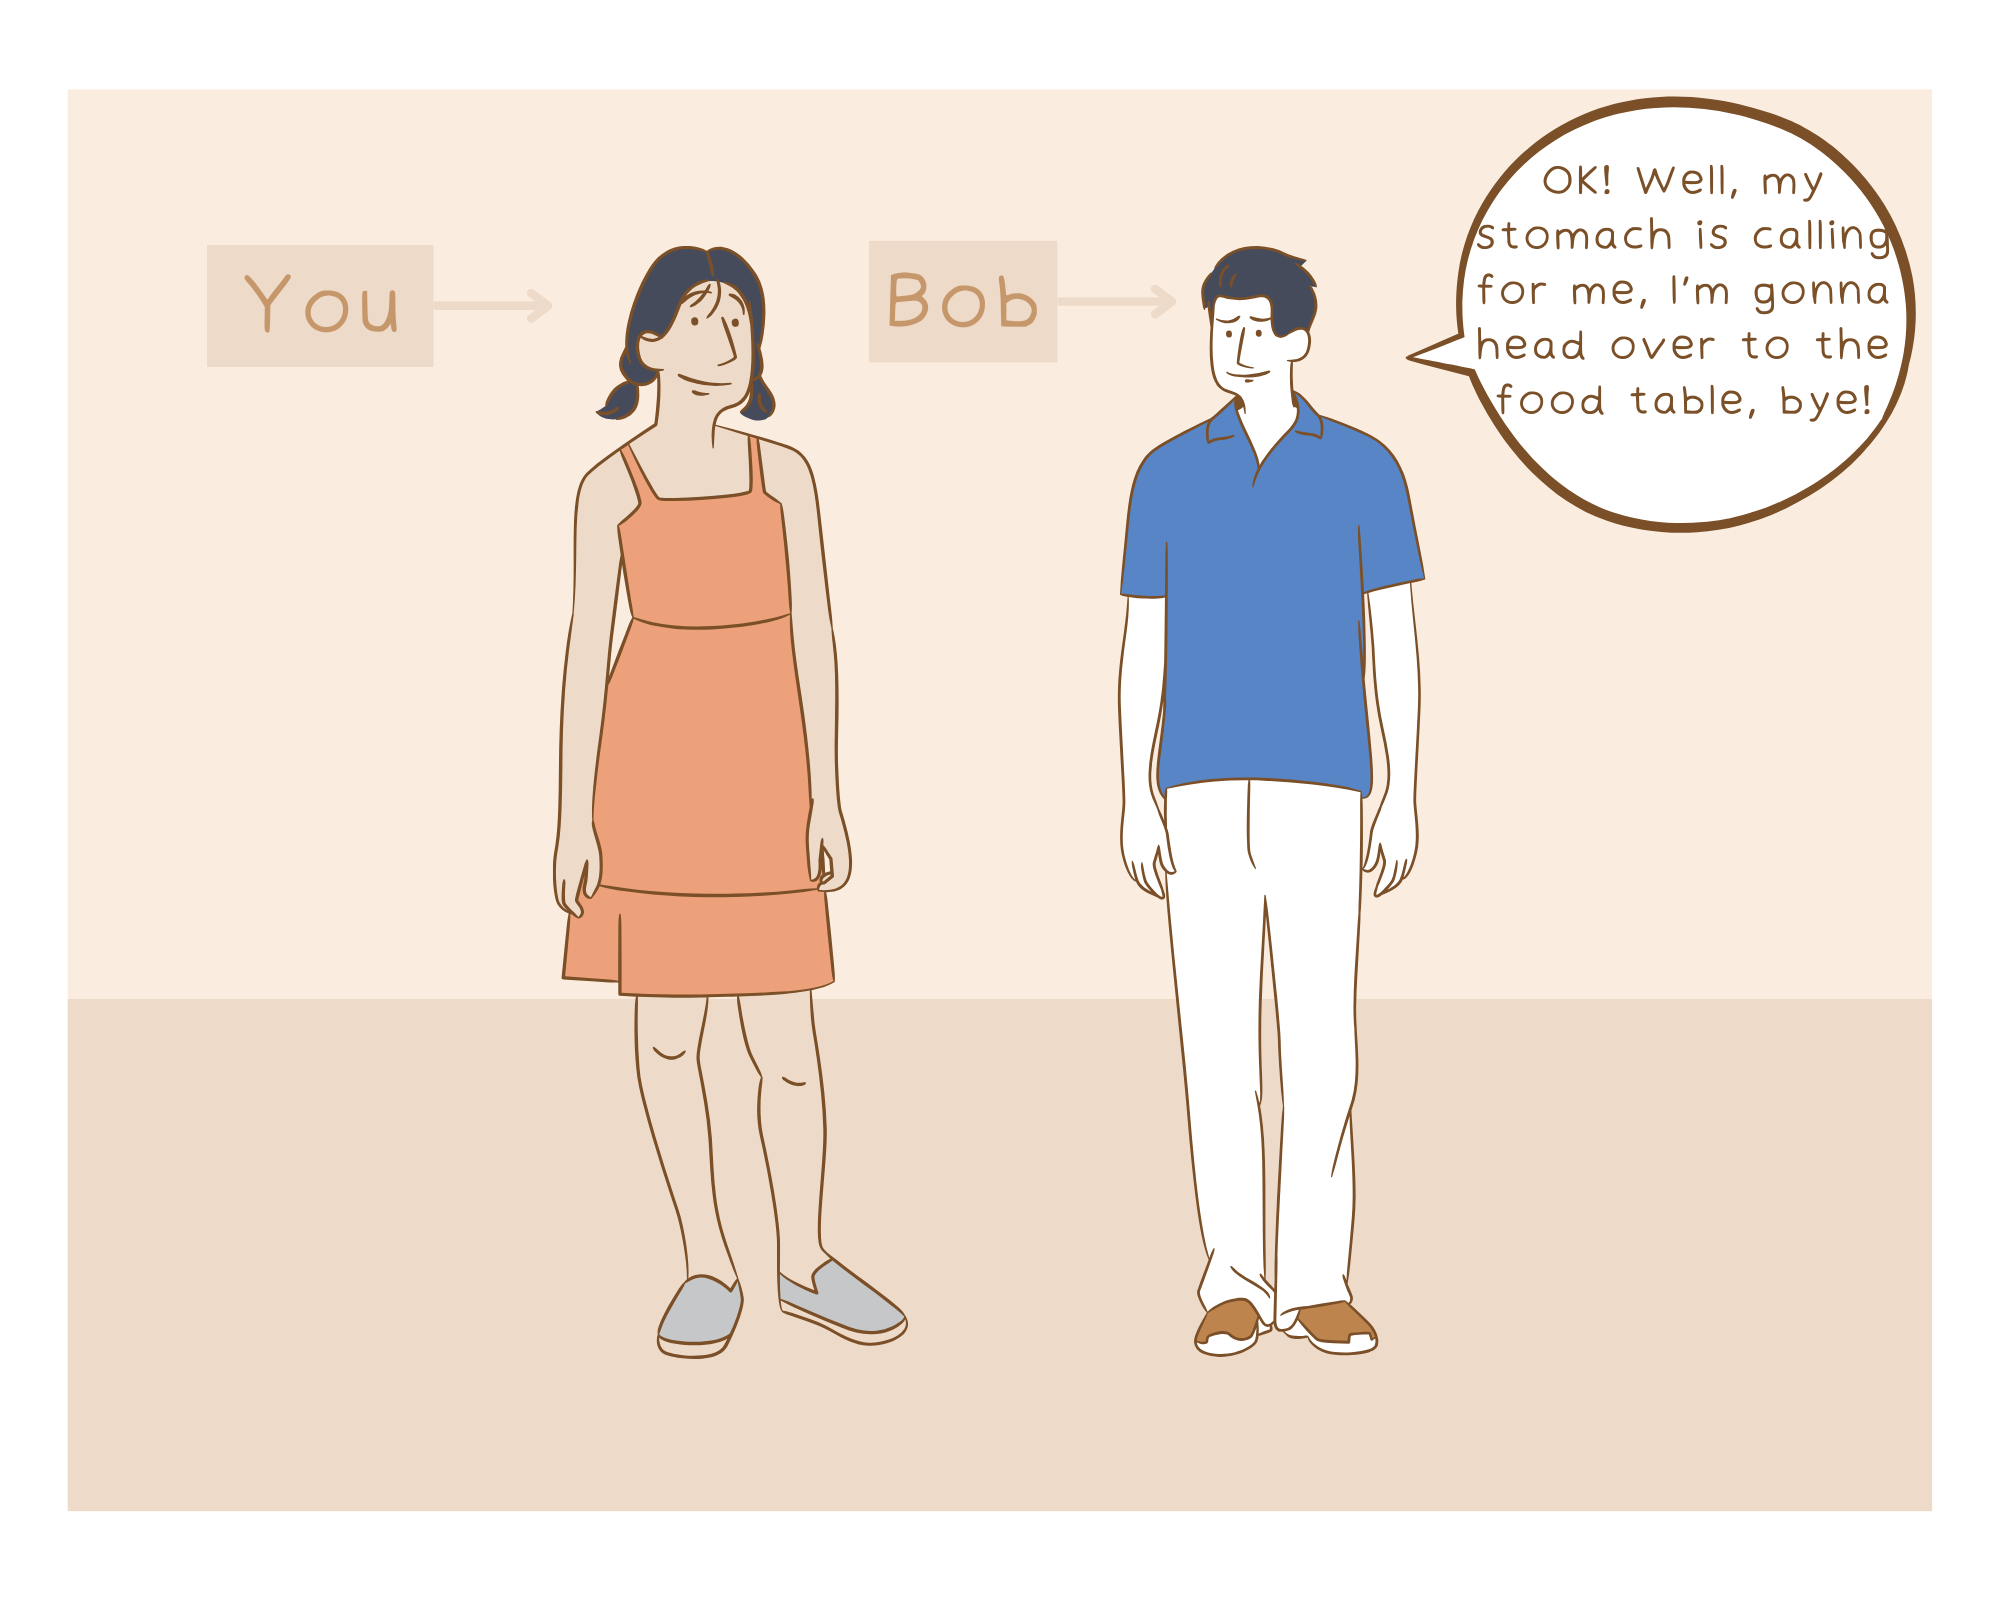 You
Bob
OK! Well, my
stomach is calling
for me, I'm gonna
head over to the
food table, bye!